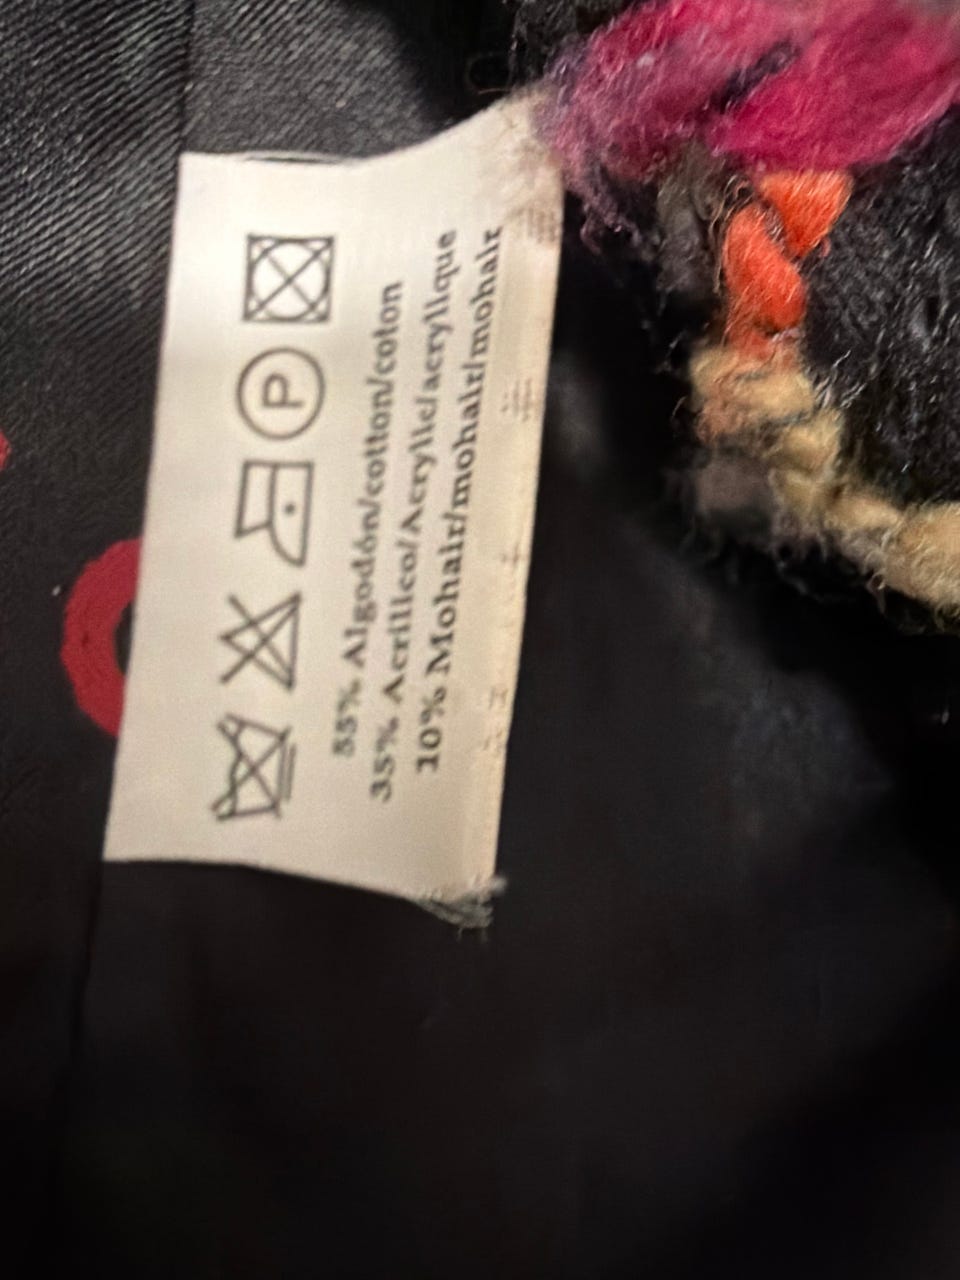 P
55% Algodón/cotton/coton
35% Acrílico/Acrylic/acrylique
10% Mohair/mohair/mohair